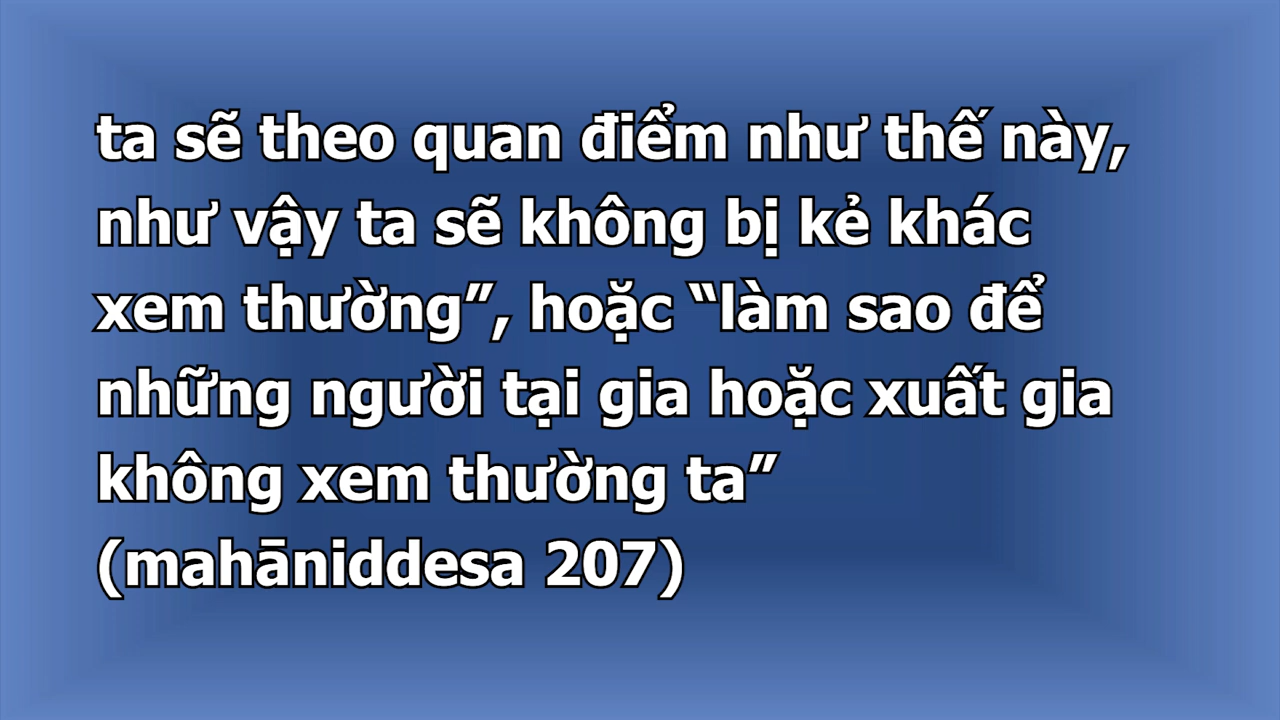 ta sẽ theo quan điểm như thế này,
như vậy ta sẽ không bị kẻ khác
xem thường”, hoặc “làm sao để
những người tại gia hoặc xuất gia
không xem thường ta”
(mahāniddesa 207)